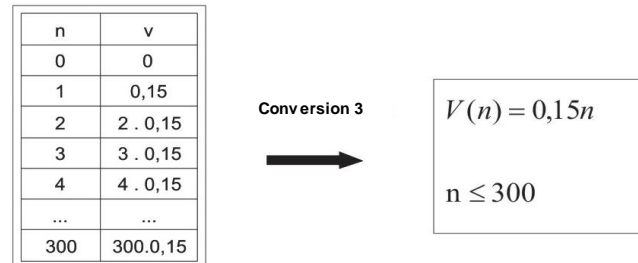 n v
0 0
1 0,15
2 2 . 0,15
3 3 . 0,15
4 4 . 0,15
... ...
300 300.0,15
Conversion 3
V(n) = 0,15n
n ≤ 300